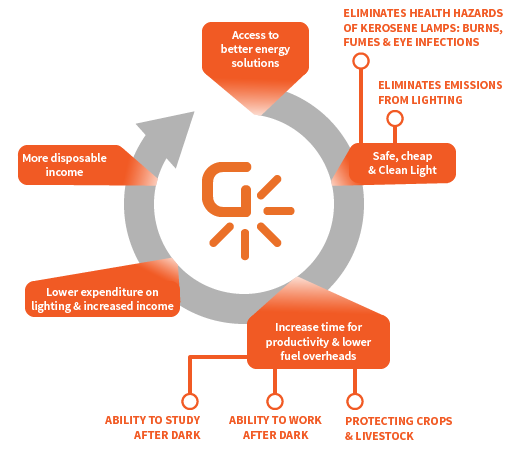 Access to
better energy
solutions
ELIMINATES HEALTH HAZARDS
OF KEROSENE LAMPS: BURNS,
FUMES & EYE INFECTIONS
ELIMINATES EMISSIONS
FROM LIGHTING
Safe, cheap
& Clean Light
Increase time for
productivity & lower
fuel overheads
ABILITY TO STUDY
AFTER DARK
ABILITY TO WORK
AFTER DARK
PROTECTING CROPS
& LIVESTOCK
Lower expenditure on
lighting & increased income
More disposable
income